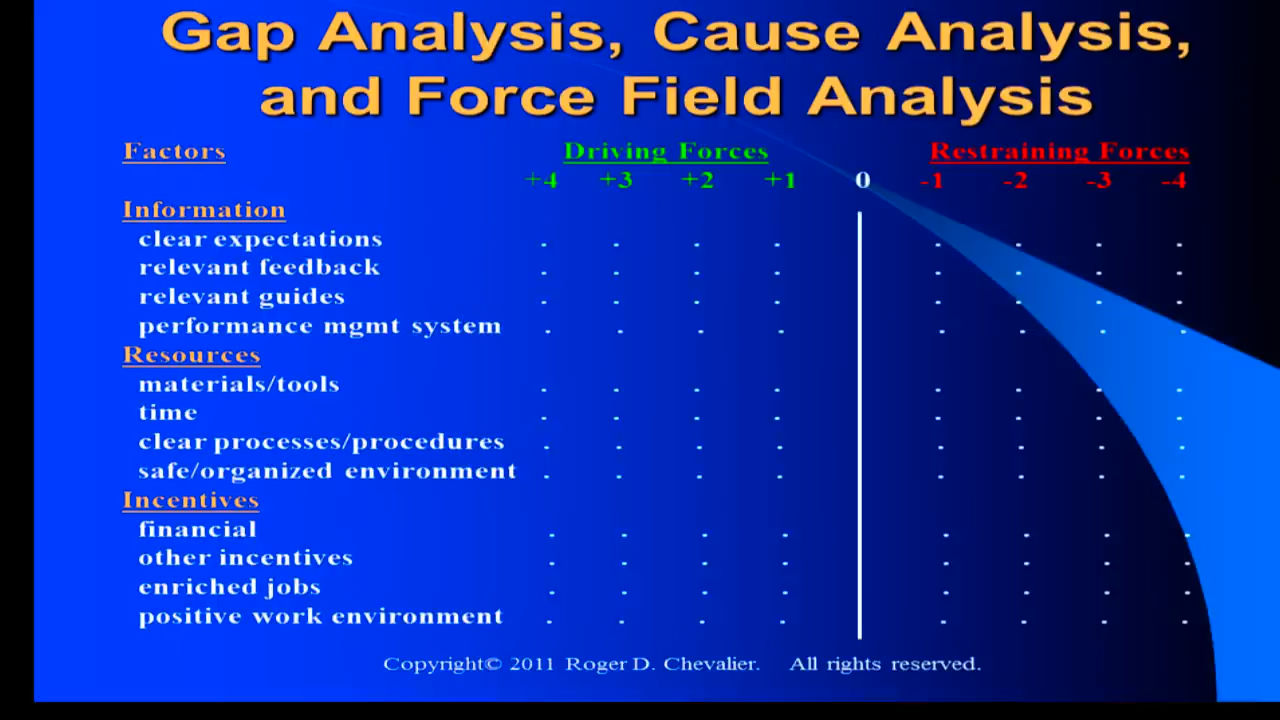 Gap Analysis, Cause Analysis,
and Force Field Analysis
Factors Driving Forces Restraining Forces
+4 +3 +2 +1 0 -1 -2 -3 -4
Information
clear expectations . . . . . . . .
relevant feedback . . . . . . . .
relevant guides . . . . . . . .
performance mgmt system . . . . . . . .
Resources
materials/tools . . . . . . . .
time . . . . . . . .
clear processes/procedures . . . . . . . .
safe/organized environment . . . . . . . .
Incentives
financial . . . . . . . .
other incentives . . . . . . . .
enriched jobs . . . . . . . .
positive work environment . . . . . . . .
Copyright© 2011 Roger D. Chevalier. All rights reserved.